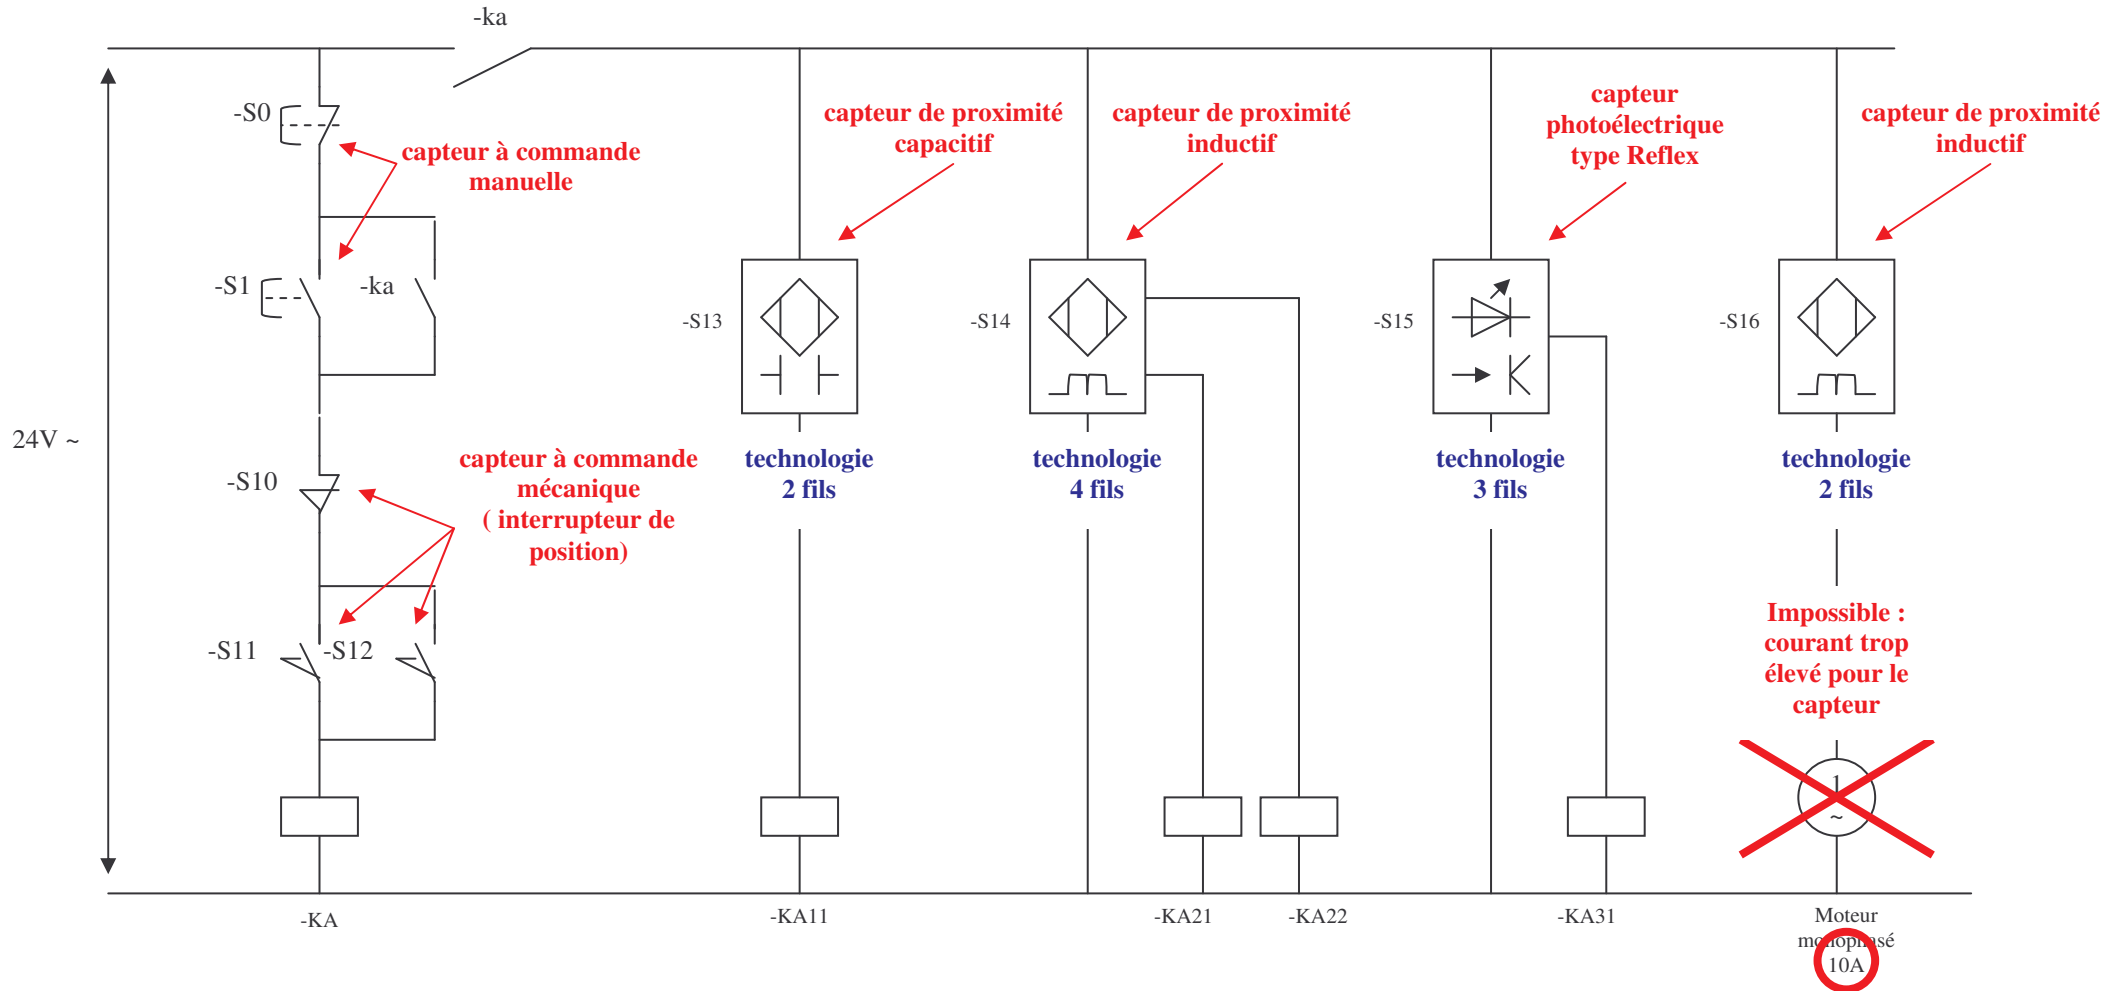 -ka
-S0
capteur à commande
manuelle
capteur de proximité
capacitif
capteur de proximité
inductif
capteur
photoélectrique
type Reflex
capteur de proximité
inductif
-S1
-ka
-S13
-S14
-S15
-S16
24V ~
-S10
capteur à commande
mécanique
( interrupteur de
position)
technologie
2 fils
technologie
4 fils
technologie
3 fils
technologie
2 fils
-S11
-S12
Impossible :
courant trop
élevé pour le
capteur
1
~
-KA
-KA11
-KA21
-KA22
-KA31
Moteur
monophasé
10A